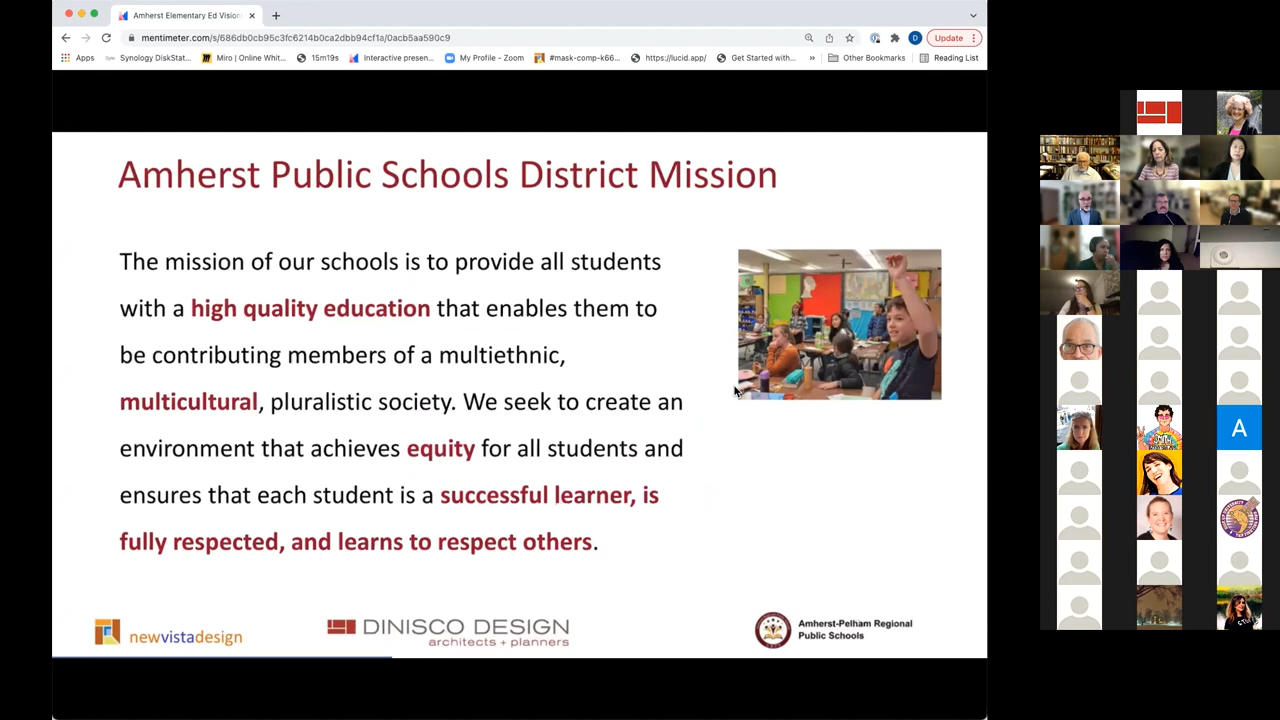 Amherst Elementary Ed Vision
mentimeter.com/s/686db0cb95c3fc6214b0ca2dbb94cf1a/0acb5aa590c9
Update
Apps
Synology DiskStat...
Miro | Online Whit...
15m19s
Interactive presen...
My Profile - Zoom
#mask-comp-k66...
https://lucid.app/
Get Started with...
»
Other Bookmarks
Reading List
D
Amherst Public Schools District Mission
The mission of our schools is to provide all students
with a high quality education that enables them to
be contributing members of a multiethnic,
multicultural, pluralistic society. We seek to create an
environment that achieves equity for all students and
ensures that each student is a successful learner, is
fully respected, and learns to respect others.
newvistadesign
DINISCO DESIGN
architects + planners
Amherst-Pelham Regional
Public Schools
A